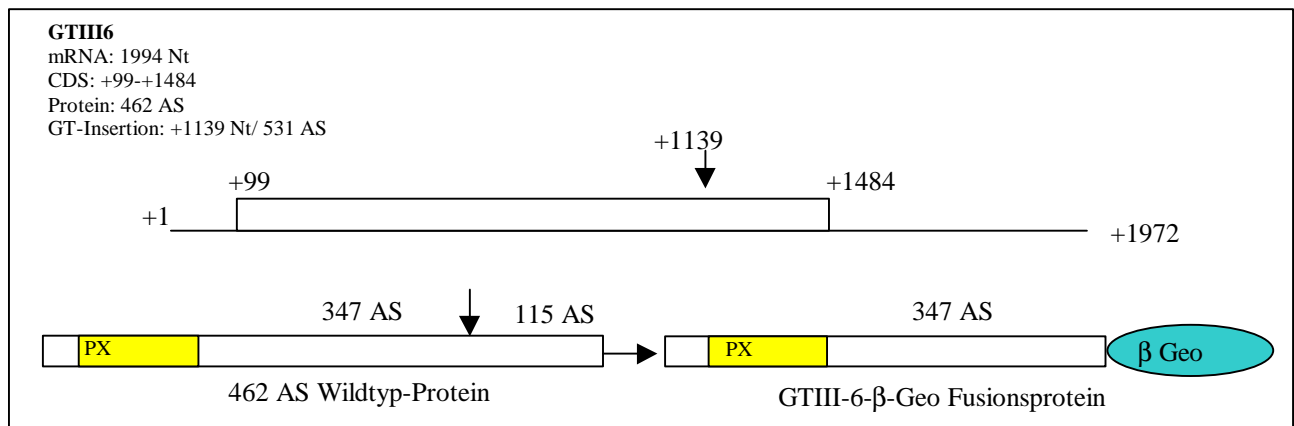 GTIII6
mRNA: 1994 Nt
CDS: +99-+1484
Protein: 462 AS
GT-Insertion: +1139 Nt/ 531 AS
+1139
+99
+1484
+1
+1972
347 AS
115 AS
347 AS
PX
PX
β Geo
462 AS Wildtyp-Protein
GTIII-6-β-Geo Fusionsprotein